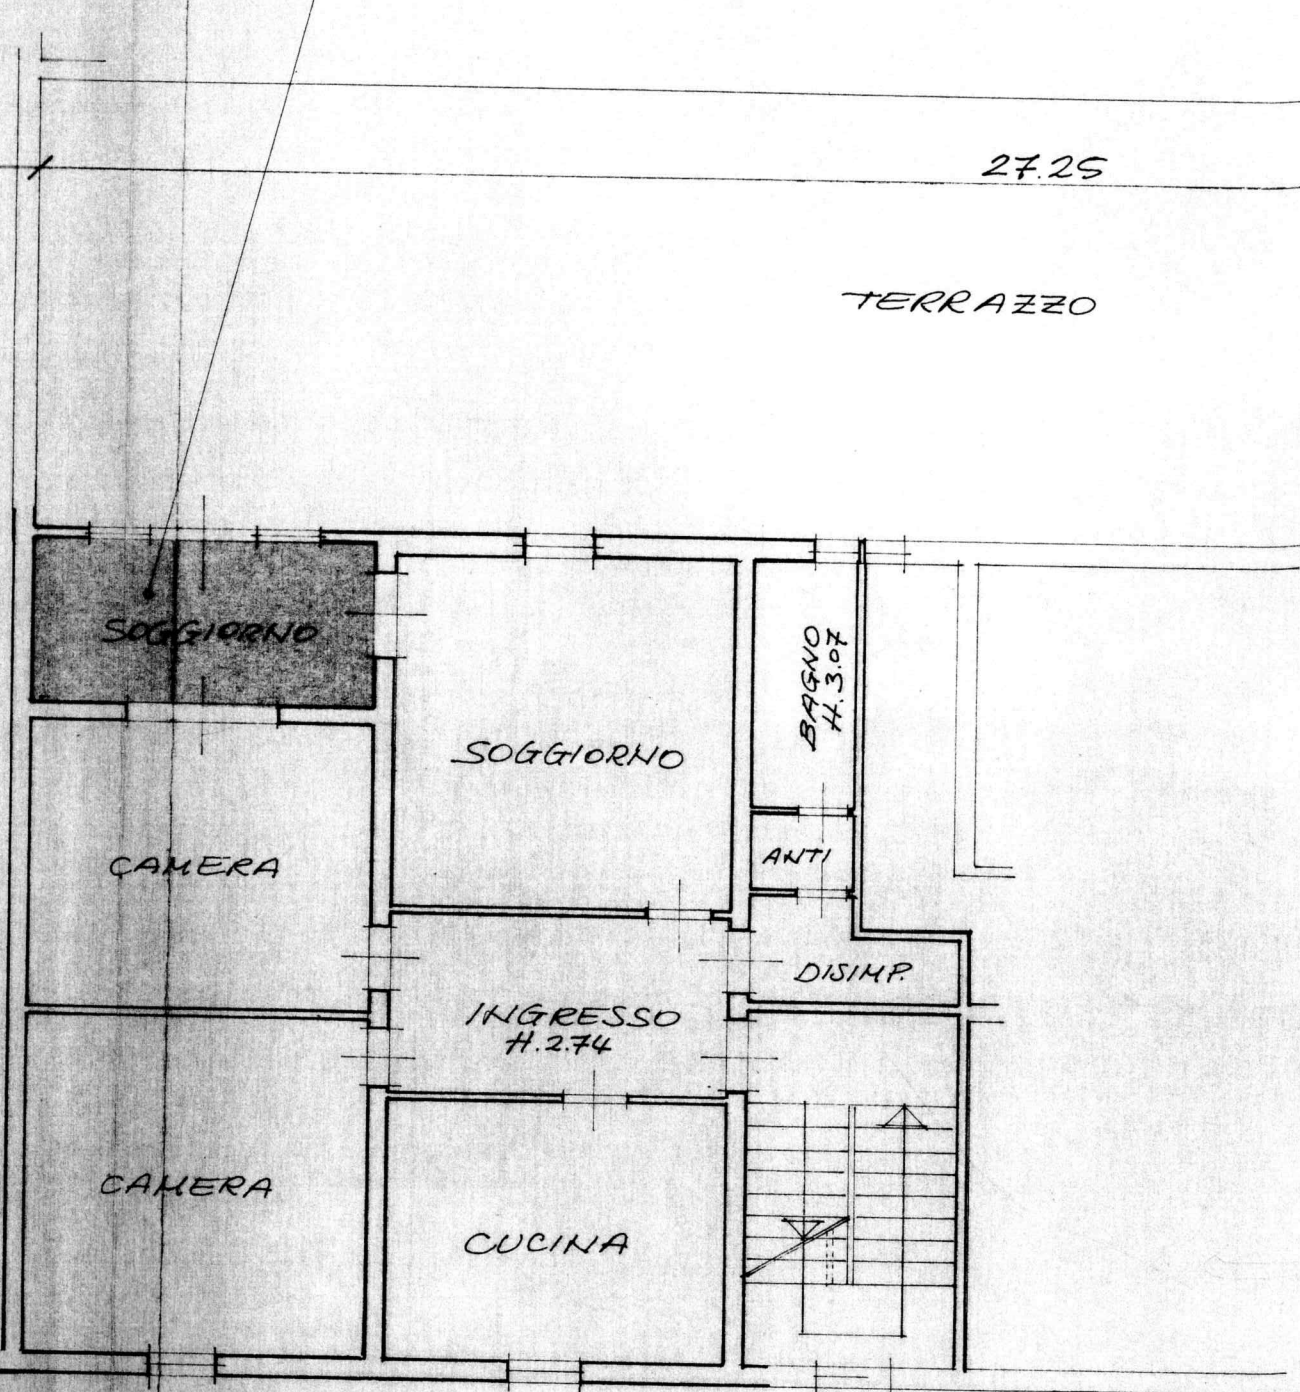 27.25
TERRAZZO
SOGGIORNO
SOGGIORNO
BAGNO
H.3.07
CAMERA
ANTI
DISIMP.
INGRESSO
H.2.74
CAMERA
CUCINA